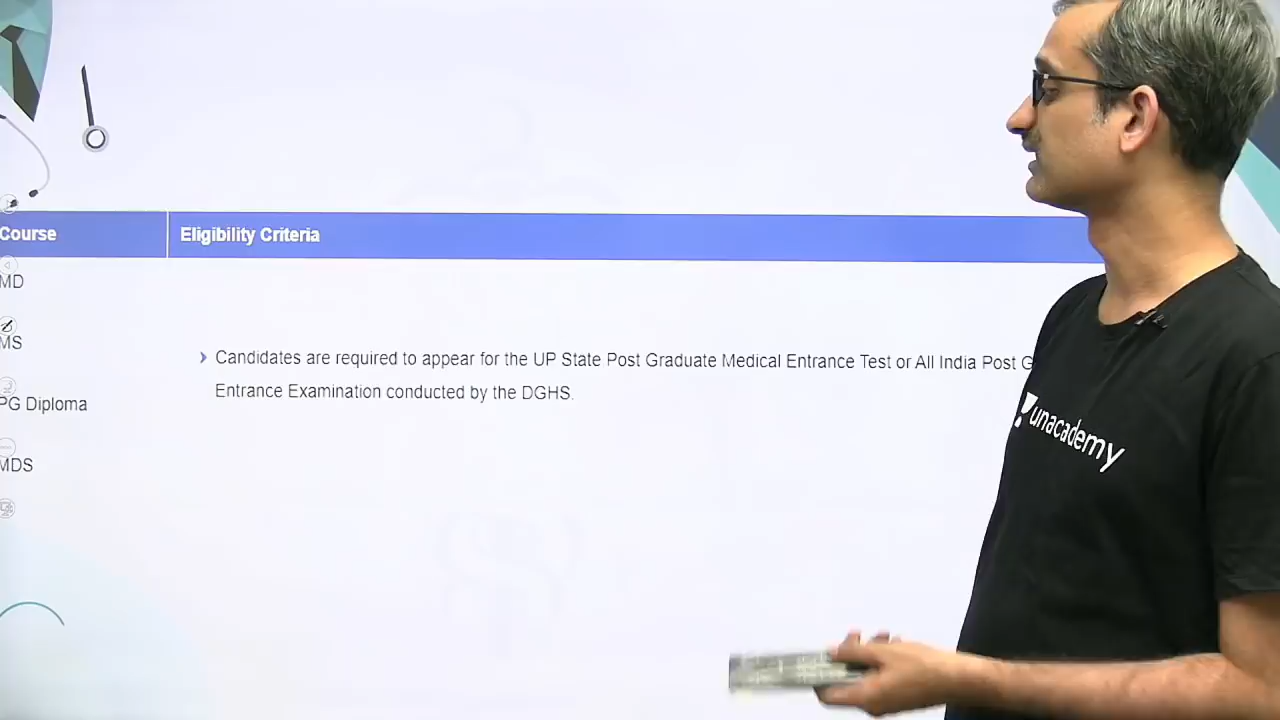 Course
Eligibility Criteria
MD
MS
PG Diploma
MDS
Candidates are required to appear for the UP State Post Graduate Medical Entrance Test or All India Post G
Entrance Examination conducted by the DGHS.
unacademy